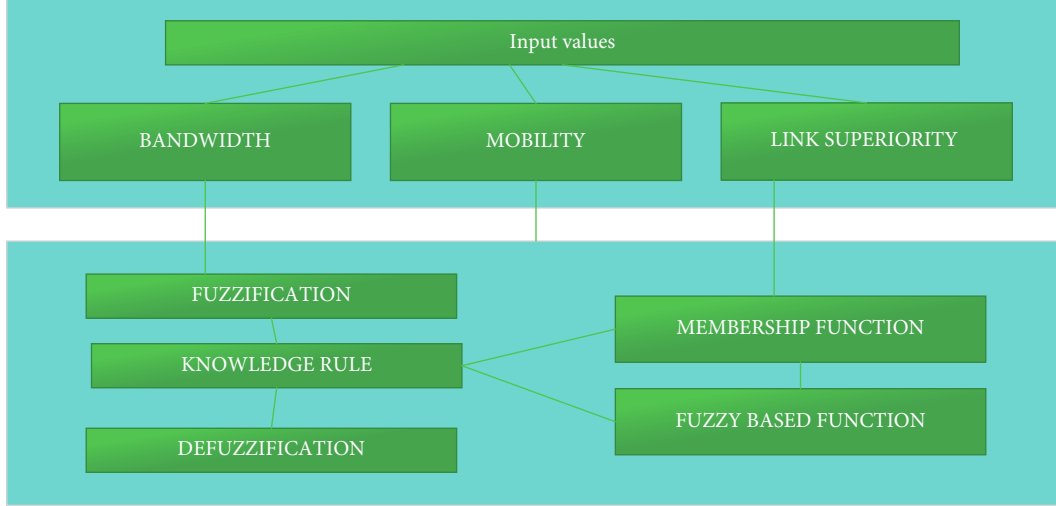 Input values
BANDWIDTH
MOBILITY
LINK SUPERIORITY
FUZZIFICATION
KNOWLEDGE RULE
DEFUZZIFICATION
MEMBERSHIP FUNCTION
FUZZY BASED FUNCTION